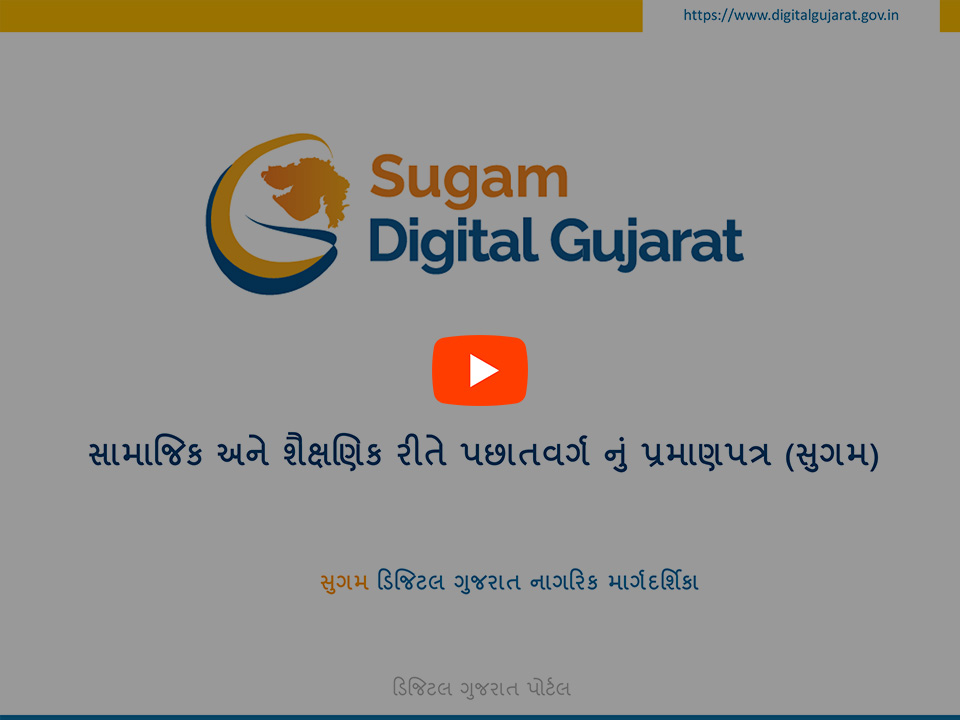 https://www.digitalgujarat.gov.in
Sugam
Digital Gujarat
સામાજિક અને શૈક્ષણિક રીતે પછાતવર્ગ નું પ્રમાણપત્ર (સુગમ)
સુગમ ડિજિટલ ગુજરાત નાગરિક માર્ગદર્શિકા
ડિજિટલ ગુજરાત પોર્ટલ